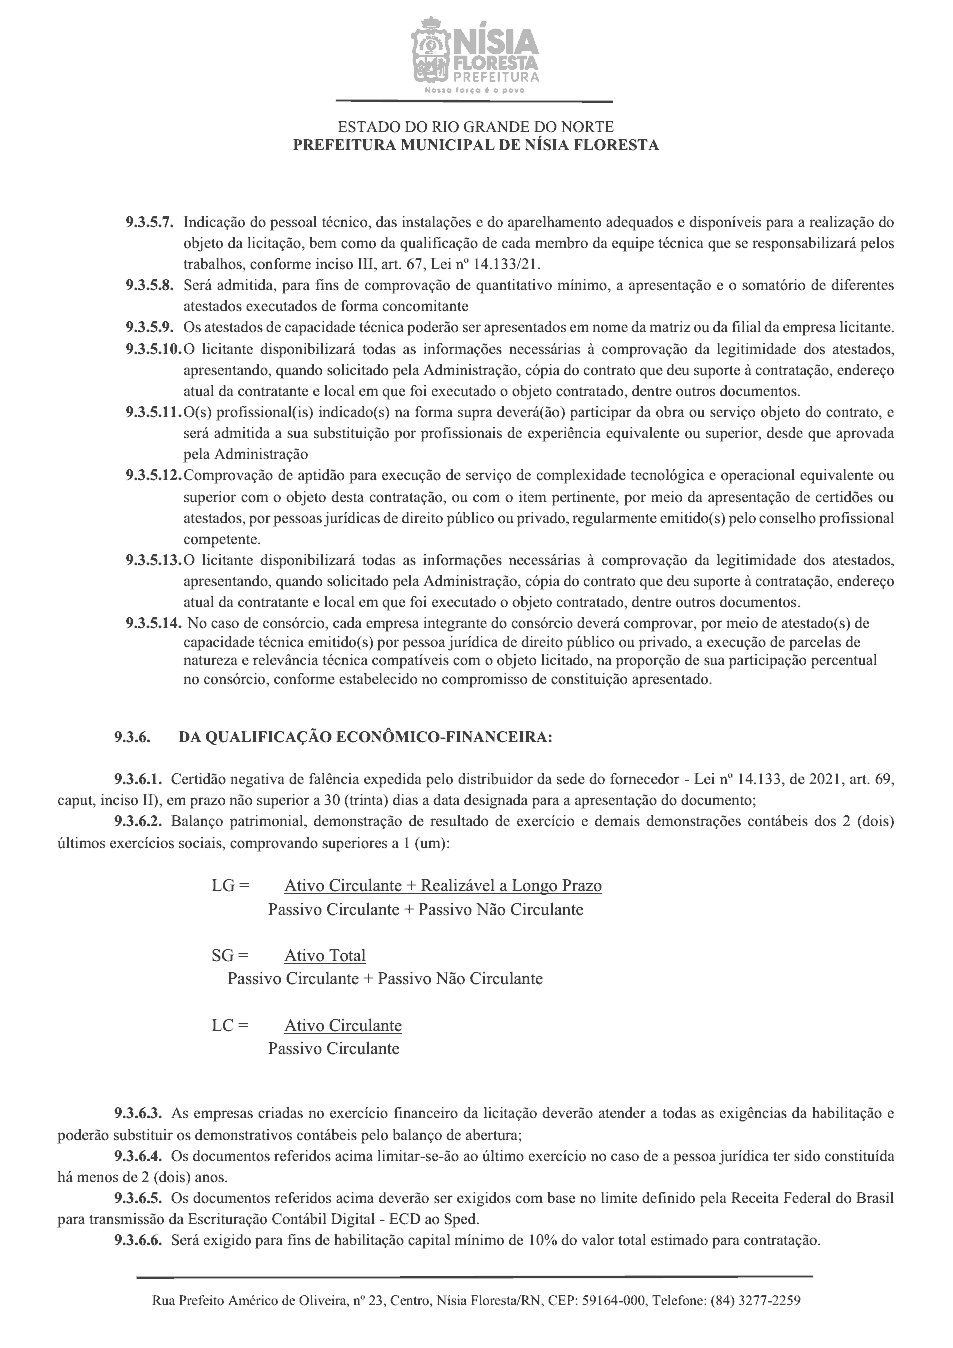 NÍSIA
FLORESTA
PREFEITURA
Nossa força é o povo
ESTADO DO RIO GRANDE DO NORTE
PREFEITURA MUNICIPAL DE NÍSIA FLORESTA
9.3.5.7. Indicação do pessoal técnico, das instalações e do aparelhamento adequados e disponíveis para a realização do
objeto da licitação, bem como da qualificação de cada membro da equipe técnica que se responsabilizará pelos
trabalhos, conforme inciso III, art. 67, Lei nº 14.133/21.
9.3.5.8. Será admitida, para fins de comprovação de quantitativo mínimo, a apresentação e o somatório de diferentes
atestados executados de forma concomitante
9.3.5.9. Os atestados de capacidade técnica poderão ser apresentados em nome da matriz ou da filial da empresa licitante.
9.3.5.10. O licitante disponibilizará todas as informações necessárias à comprovação da legitimidade dos atestados,
apresentando, quando solicitado pela Administração, cópia do contrato que deu suporte à contratação, endereço
atual da contratante e local em que foi executado o objeto contratado, dentre outros documentos.
9.3.5.11. O(s) profissional(is) indicado(s) na forma supra deverá(ão) participar da obra ou serviço objeto do contrato, e
será admitida a sua substituição por profissionais de experiência equivalente ou superior, desde que aprovada
pela Administração
9.3.5.12. Comprovação de aptidão para execução de serviço de complexidade tecnológica e operacional equivalente ou
superior com o objeto desta contratação, ou com o item pertinente, por meio da apresentação de certidões ou
atestados, por pessoas jurídicas de direito público ou privado, regularmente emitido(s) pelo conselho profissional
competente.
9.3.5.13. O licitante disponibilizará todas as informações necessárias à comprovação da legitimidade dos atestados,
apresentando, quando solicitado pela Administração, cópia do contrato que deu suporte à contratação, endereço
atual da contratante e local em que foi executado o objeto contratado, dentre outros documentos.
9.3.5.14. No caso de consórcio, cada empresa integrante do consórcio deverá comprovar, por meio de atestado(s) de
capacidade técnica emitido(s) por pessoa jurídica de direito público ou privado, a execução de parcelas de
natureza e relevância técnica compatíveis com o objeto licitado, na proporção de sua participação percentual
no consórcio, conforme estabelecido no compromisso de constituição apresentado.
9.3.6. DA QUALIFICAÇÃO ECONÔMICO-FINANCEIRA:
9.3.6.1. Certidão negativa de falência expedida pelo distribuidor da sede do fornecedor - Lei nº 14.133, de 2021, art. 69,
caput, inciso II), em prazo não superior a 30 (trinta) dias a data designada para a apresentação do documento;
9.3.6.2. Balanço patrimonial, demonstração de resultado de exercício e demais demonstrações contábeis dos 2 (dois)
últimos exercícios sociais, comprovando superiores a 1 (um):
LG = Ativo Circulante + Realizável a Longo Prazo
Passivo Circulante + Passivo Não Circulante
SG = Ativo Total
Passivo Circulante + Passivo Não Circulante
LC = Ativo Circulante
Passivo Circulante
9.3.6.3. As empresas criadas no exercício financeiro da licitação deverão atender a todas as exigências da habilitação e
poderão substituir os demonstrativos contábeis pelo balanço de abertura;
9.3.6.4. Os documentos referidos acima limitar-se-ão ao último exercício no caso de a pessoa jurídica ter sido constituída
há menos de 2 (dois) anos.
9.3.6.5. Os documentos referidos acima deverão ser exigidos com base no limite definido pela Receita Federal do Brasil
para transmissão da Escrituração Contábil Digital - ECD ao Sped.
9.3.6.6. Será exigido para fins de habilitação capital mínimo de 10% do valor total estimado para contratação.
Rua Prefeito Américo de Oliveira, nº 23, Centro, Nísia Floresta/RN, CEP: 59164-000, Telefone: (84) 3277-2259